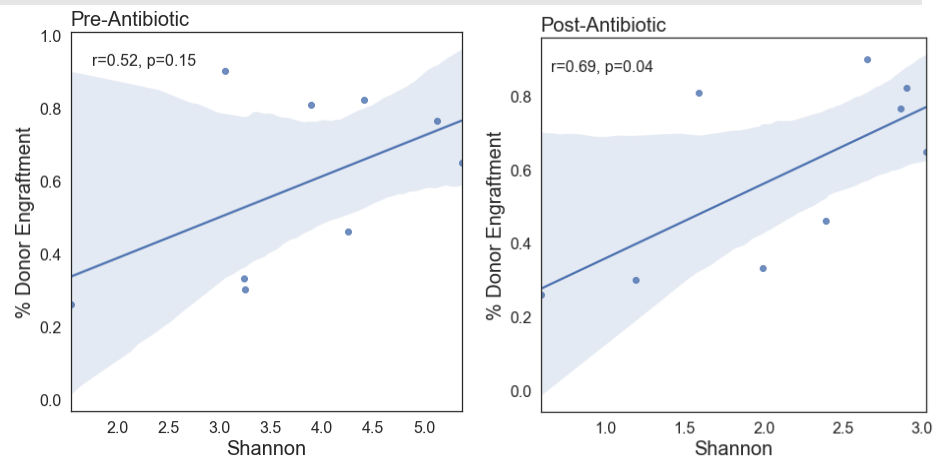 Pre-Antibiotic
r=0.52, p=0.15
1.0
0.8
0.6
0.4
0.2
0.0
% Donor Engraftment
2.0 2.5 3.0 3.5 4.0 4.5 5.0
Shannon
Post-Antibiotic
r=0.69, p=0.04
0.8
0.6
0.4
0.2
0.0
% Donor Engraftment
1.0 1.5 2.0 2.5 3.0
Shannon